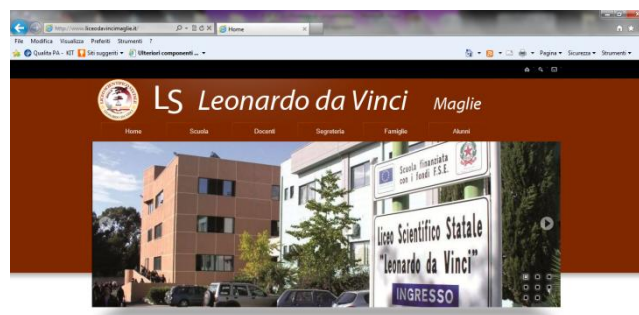 http://www.liceodavincimaglie.it/
Home
File Modifica Visualizza Preferiti Strumenti ?
Qualita PA - KIT Siti suggeriti Ulteriori componenti ...
Pagina Sicurezza Strumenti
LS Leonardo da Vinci Maglie
Home Scuola Docenti Segreteria Famiglie Alunni
Scuola finanziata
con i fondi F.S.E.
Liceo Scientifico Statale
"Leonardo da Vinci"
INGRESSO